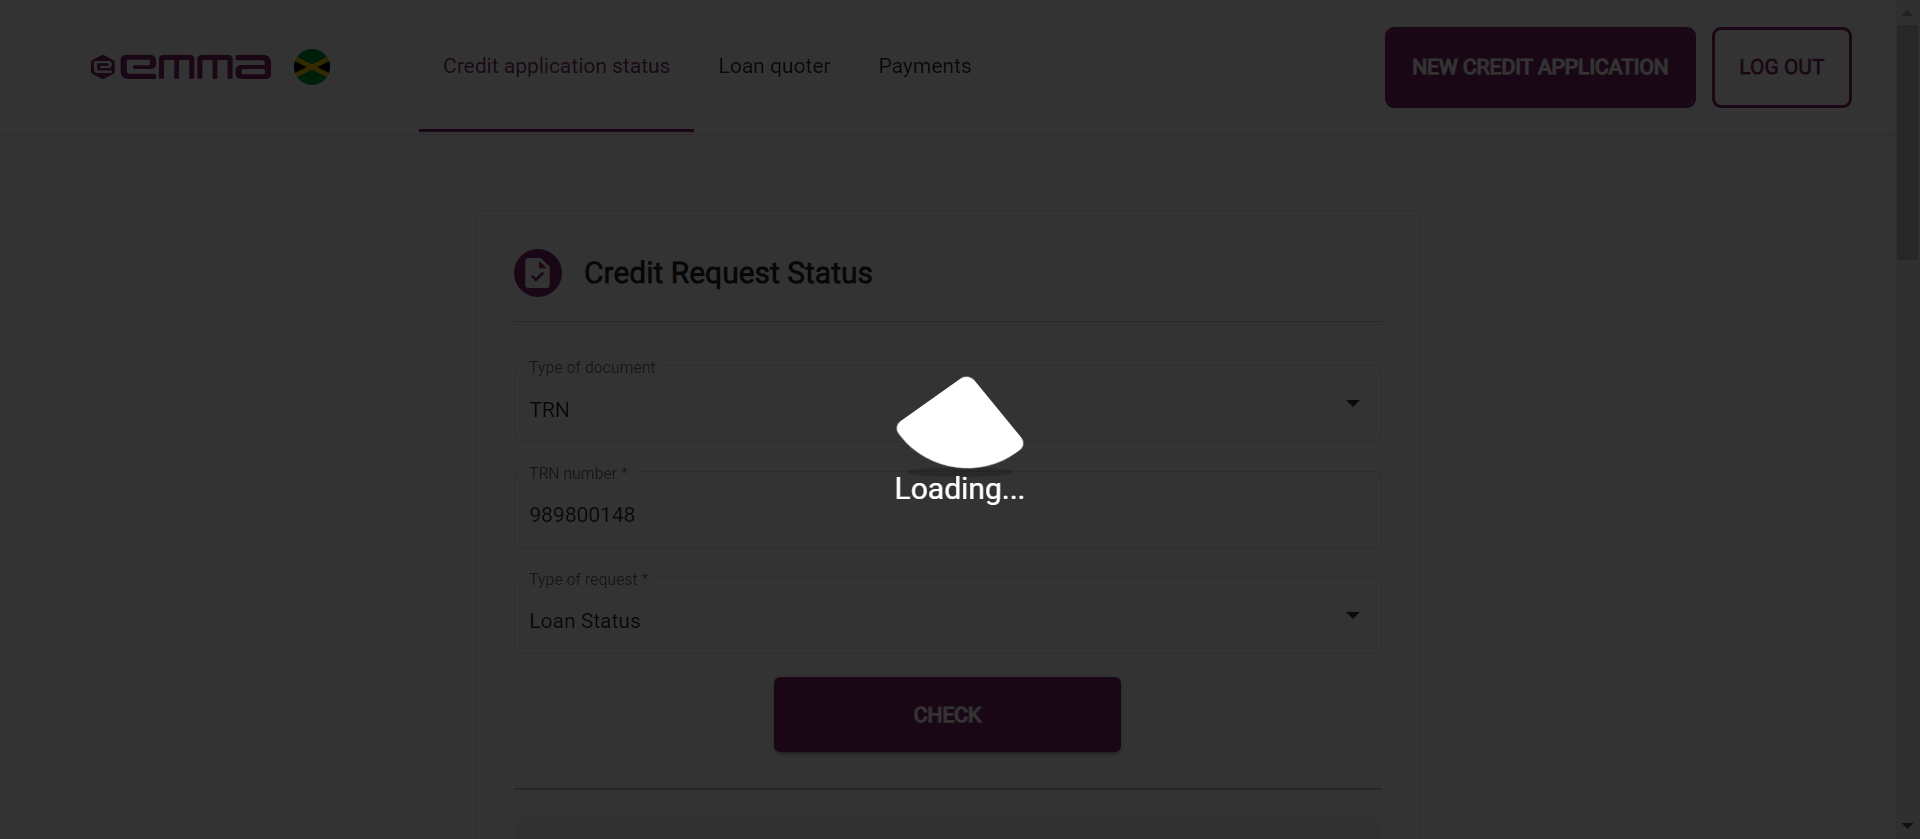 emma
Credit application status
Loan quoter
Payments
NEW CREDIT APPLICATION
LOG OUT
Credit Request Status
Type of document
TRN
TRN number *
989800148
Loading...
Type of request *
Loan Status
CHECK